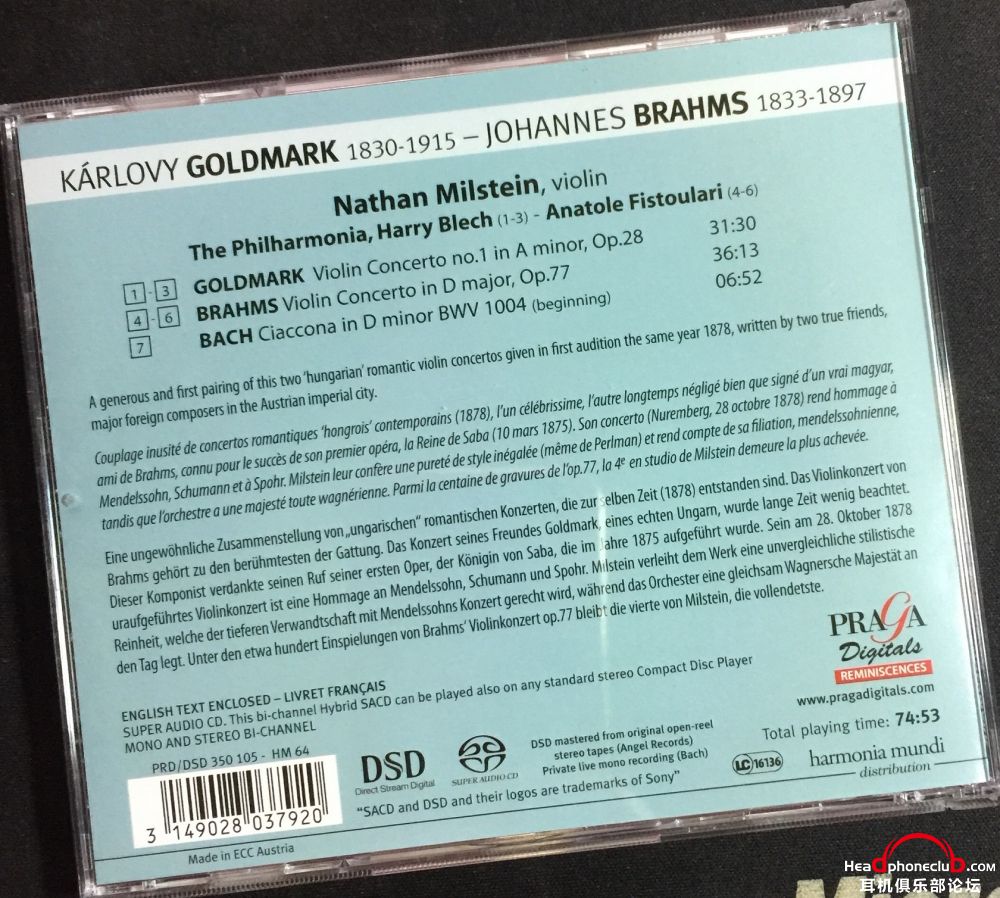 KÁRLOVY GOLDMARK 1830-1915 – JOHANNES BRAHMS 1833-1897
Nathan Milstein, violin
The Philharmonia, Harry Blech (1-3) - Anatole Fistoulari (4-6)
1 - 3 GOLDMARK Violin Concerto no.1 in A minor, Op.28 31:30
4 - 6 BRAHMS Violin Concerto in D major, Op.77 36:13
7 BACH Ciaccona in D minor BWV 1004 (beginning) 06:52
A generous and first pairing of this two 'hungarian' romantic violin concertos given in first audition the same year 1878, written by two true friends,
major foreign composers in the Austrian imperial city.
Couplage inusité de concertos romantiques 'hongrois' contemporains (1878), l'un célébrissime, l'autre longtemps négligé bien que signé d'un vrai magyar,
ami de Brahms, connu pour le succès de son premier opéra, la Reine de Saba (10 mars 1875). Son concerto (Nuremberg, 28 octobre 1878) rend hommage à
Mendelssohn, Schumann et à Spohr. Milstein leur confère une pureté de style inégalée (même de Perlman) et rend compte de sa filiation, mendelssohnienne,
tandis que l'orchestre a une majesté toute wagnérienne. Parmi la centaine de gravures de l'op.77, la 4e en studio de Milstein demeure la plus achevée.
Eine ungewöhnliche Zusammenstellung von „ungarischen" romantischen Konzerten, die zur selben Zeit (1878) entstanden sind. Das Violinkonzert von
Brahms gehört zu den berühmtesten der Gattung. Das Konzert seines Freundes Goldmark, eines echten Ungarn, wurde lange Zeit wenig beachtet.
Dieser Komponist verdankte seinen Ruf seiner ersten Oper, der Königin von Saba, die im Jahre 1875 aufgeführt wurde. Sein am 28. Oktober 1878
uraufgeführtes Violinkonzert ist eine Hommage an Mendelssohn, Schumann und Spohr. Milstein verleiht dem Werk eine unvergleichliche stilistische
Reinheit, welche der tieferen Verwandtschaft mit Mendelssohns Konzert gerecht wird, während das Orchester eine gleichsam Wagnersche Majestät an
den Tag legt. Unter den etwa hundert Einspielungen von Brahms' Violinkonzert op.77 bleibt die vierte von Milstein, die vollendetste.
PRAGA
Digitals
REMINISCENCES
www.pragadigitals.com
ENGLISH TEXT ENCLOSED – LIVRET FRANÇAIS
SUPER AUDIO CD. This bi-channel Hybrid SACD can be played also on any standard stereo Compact Disc Player
MONO AND STEREO BI-CHANNEL
Total playing time: 74:53
PRD/DSD 350 105 - HM 64
DSD
Direct Stream Digital
SUPER AUDIO CD
DSD mastered from original open-reel
stereo tapes (Angel Records)
Private live mono recording (Bach)
LC 16136
harmonia mundi
distribution
"SACD and DSD and their logos are trademarks of Sony"
3 149028 037920
Made in ECC Austria
Headphoneclub.com
耳机俱乐部论坛